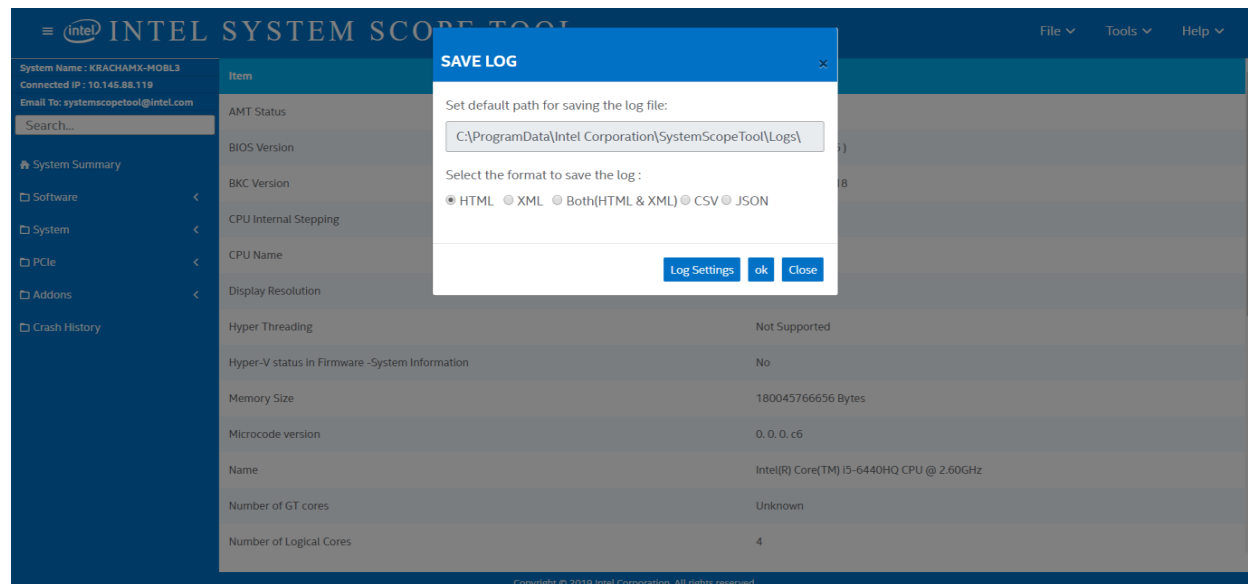 intel INTEL SYSTEM SCOPE TOOL
File Tools Help
System Name : KRACHAMX-MOBL3
Connected IP : 10.145.88.119
Email To: systemscopetool@intel.com
Search...
System Summary
Software
System
PCIe
Addons
Crash History
SAVE LOG ×
Set default path for saving the log file:
C:\ProgramData\Intel Corporation\SystemScopeTool\Logs\
Select the format to save the log :
HTML XML Both(HTML & XML) CSV JSON
Log Settings ok Close
Item
AMT Status
BIOS Version )
BKC Version 18
CPU Internal Stepping
CPU Name
Display Resolution
Hyper Threading Not Supported
Hyper-V status in Firmware -System Information No
Memory Size 180045766656 Bytes
Microcode version 0. 0. 0. c6
Name Intel(R) Core(TM) i5-6440HQ CPU @ 2.60GHz
Number of GT cores Unknown
Number of Logical Cores 4
Copyright © 2019 Intel Corporation. All rights reserved